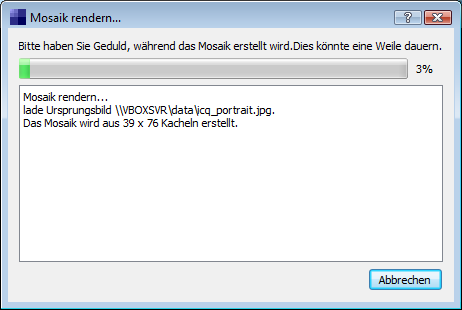 Mosaik rendern...
Bitte haben Sie Geduld, während das Mosaik erstellt wird.Dies könnte eine Weile dauern.
3%
Mosaik rendern...
lade Ursprungsbild \\VBOXSVR\data\icq_portrait.jpg.
Das Mosaik wird aus 39 x 76 Kacheln erstellt.
Abbrechen